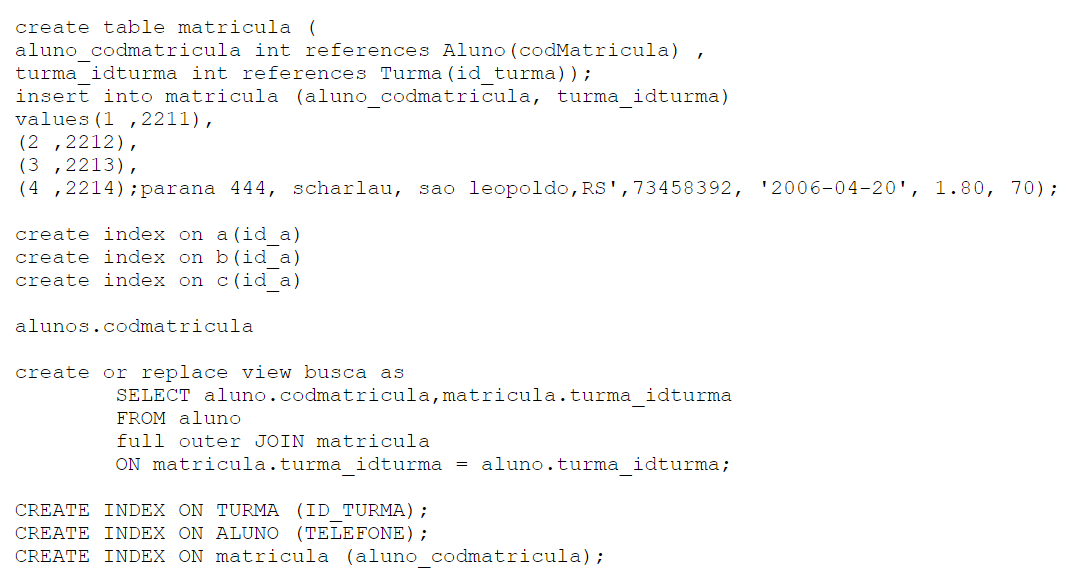 create table matricula (
aluno_codmatricula int references Aluno(codMatricula) ,
turma_idturma int references Turma(id_turma));
insert into matricula (aluno_codmatricula, turma_idturma)
values(1 ,2211),
(2 ,2212),
(3 ,2213),
(4 ,2214);parana 444, scharlau, sao leopoldo,RS',73458392, '2006-04-20', 1.80, 70);
create index on a(id_a)
create index on b(id_a)
create index on c(id_a)
alunos.codmatricula
create or replace view busca as
SELECT aluno.codmatricula,matricula.turma_idturma
FROM aluno
full outer JOIN matricula
ON matricula.turma_idturma = aluno.turma_idturma;
CREATE INDEX ON TURMA (ID_TURMA);
CREATE INDEX ON ALUNO (TELEFONE);
CREATE INDEX ON matricula (aluno_codmatricula);